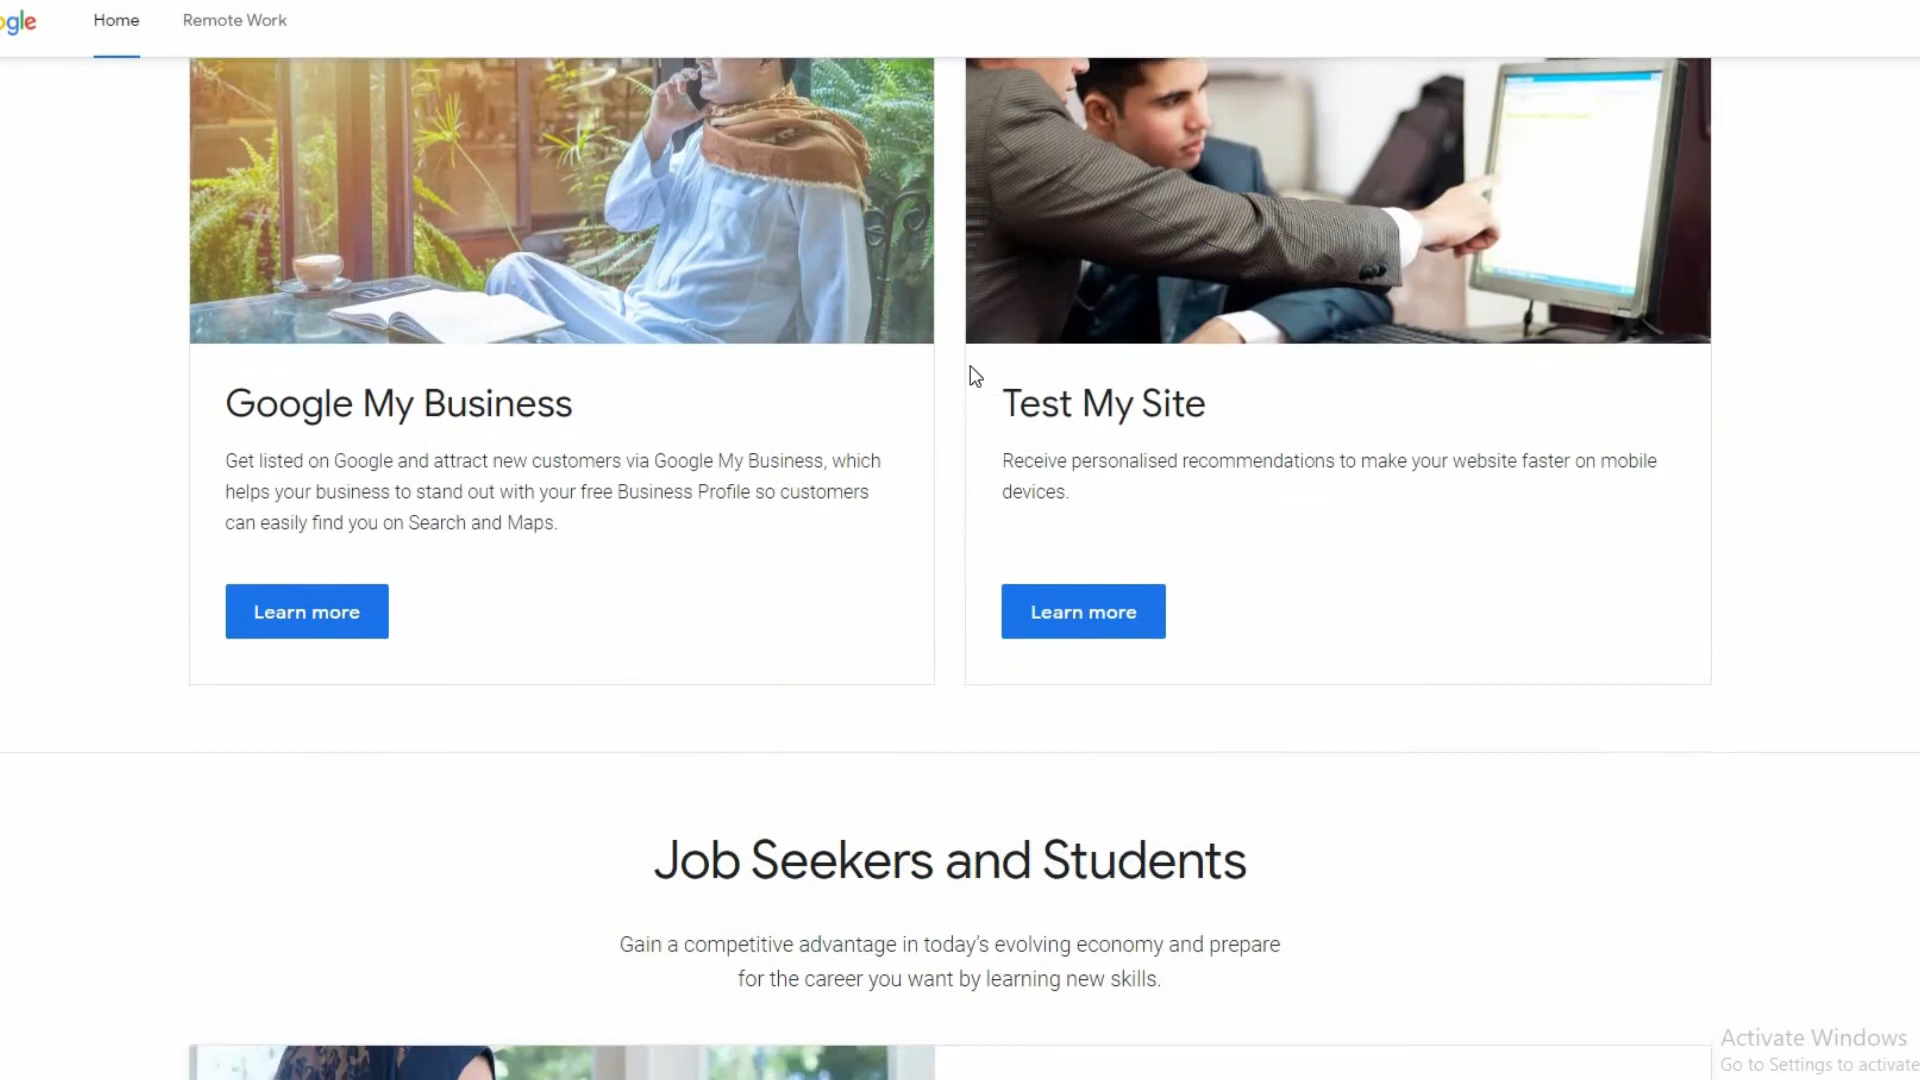 Home Remote Work
Google My Business
Get listed on Google and attract new customers via Google My Business, which
helps your business to stand out with your free Business Profile so customers
can easily find you on Search and Maps.
Learn more
Test My Site
Receive personalised recommendations to make your website faster on mobile
devices.
Learn more
Job Seekers and Students
Gain a competitive advantage in today's evolving economy and prepare
for the career you want by learning new skills.
Activate Windows
Go to Settings to activate